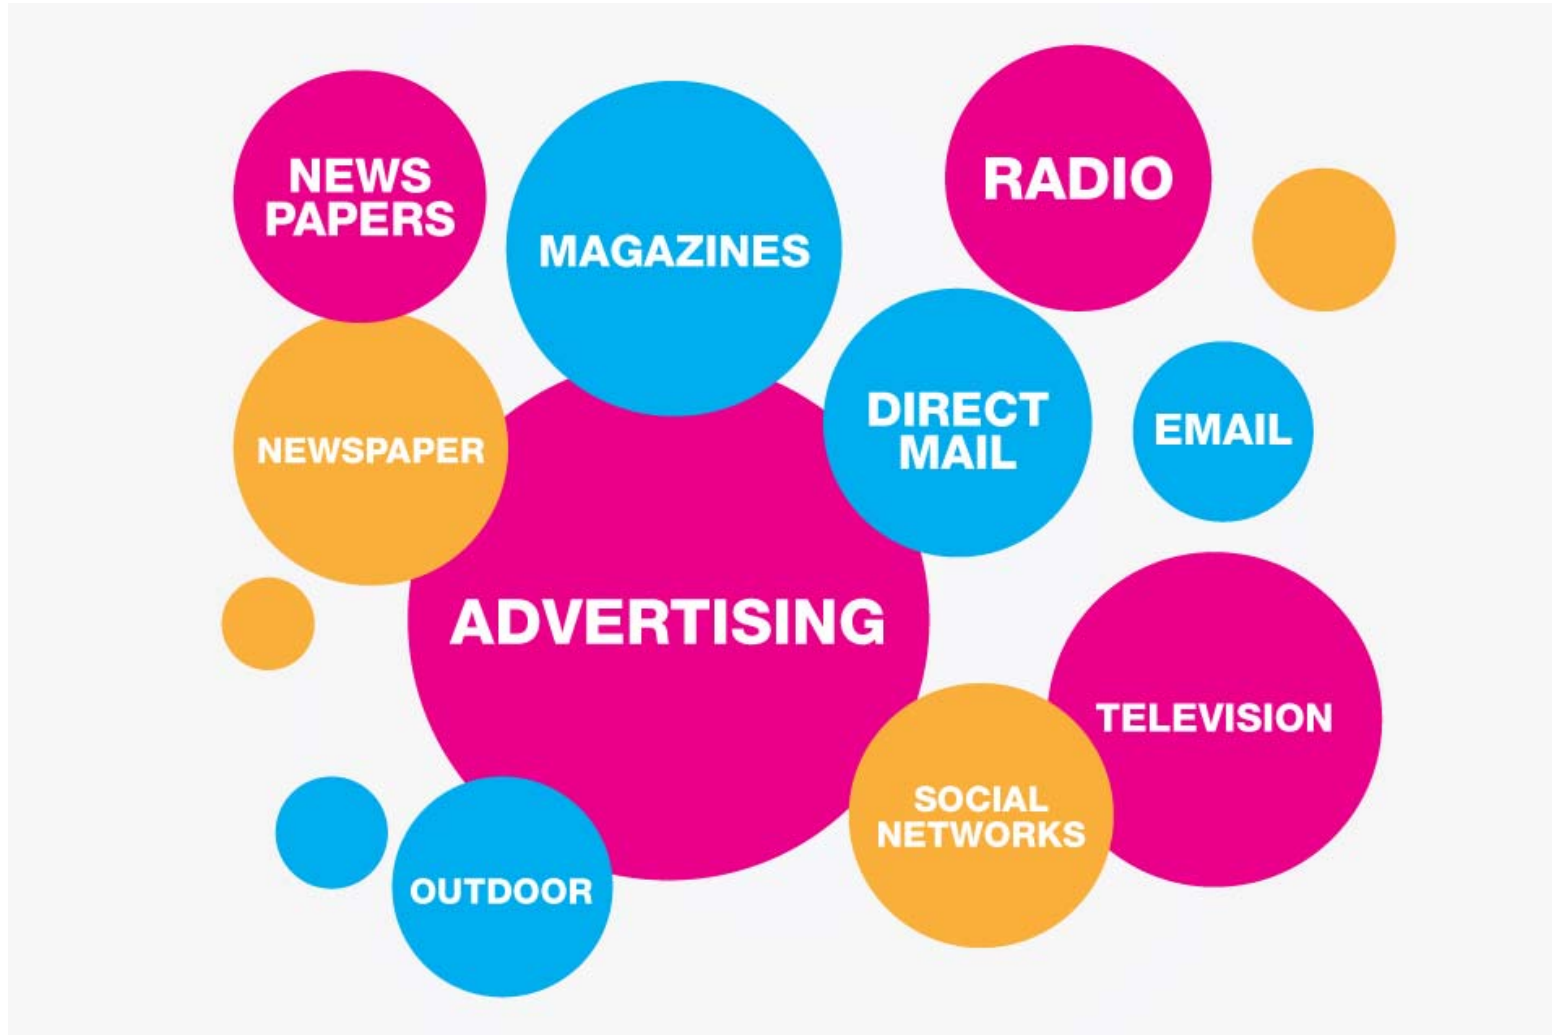 NEWS
PAPERS
MAGAZINES
RADIO
DIRECT
MAIL
EMAIL
NEWSPAPER
ADVERTISING
TELEVISION
SOCIAL
NETWORKS
OUTDOOR